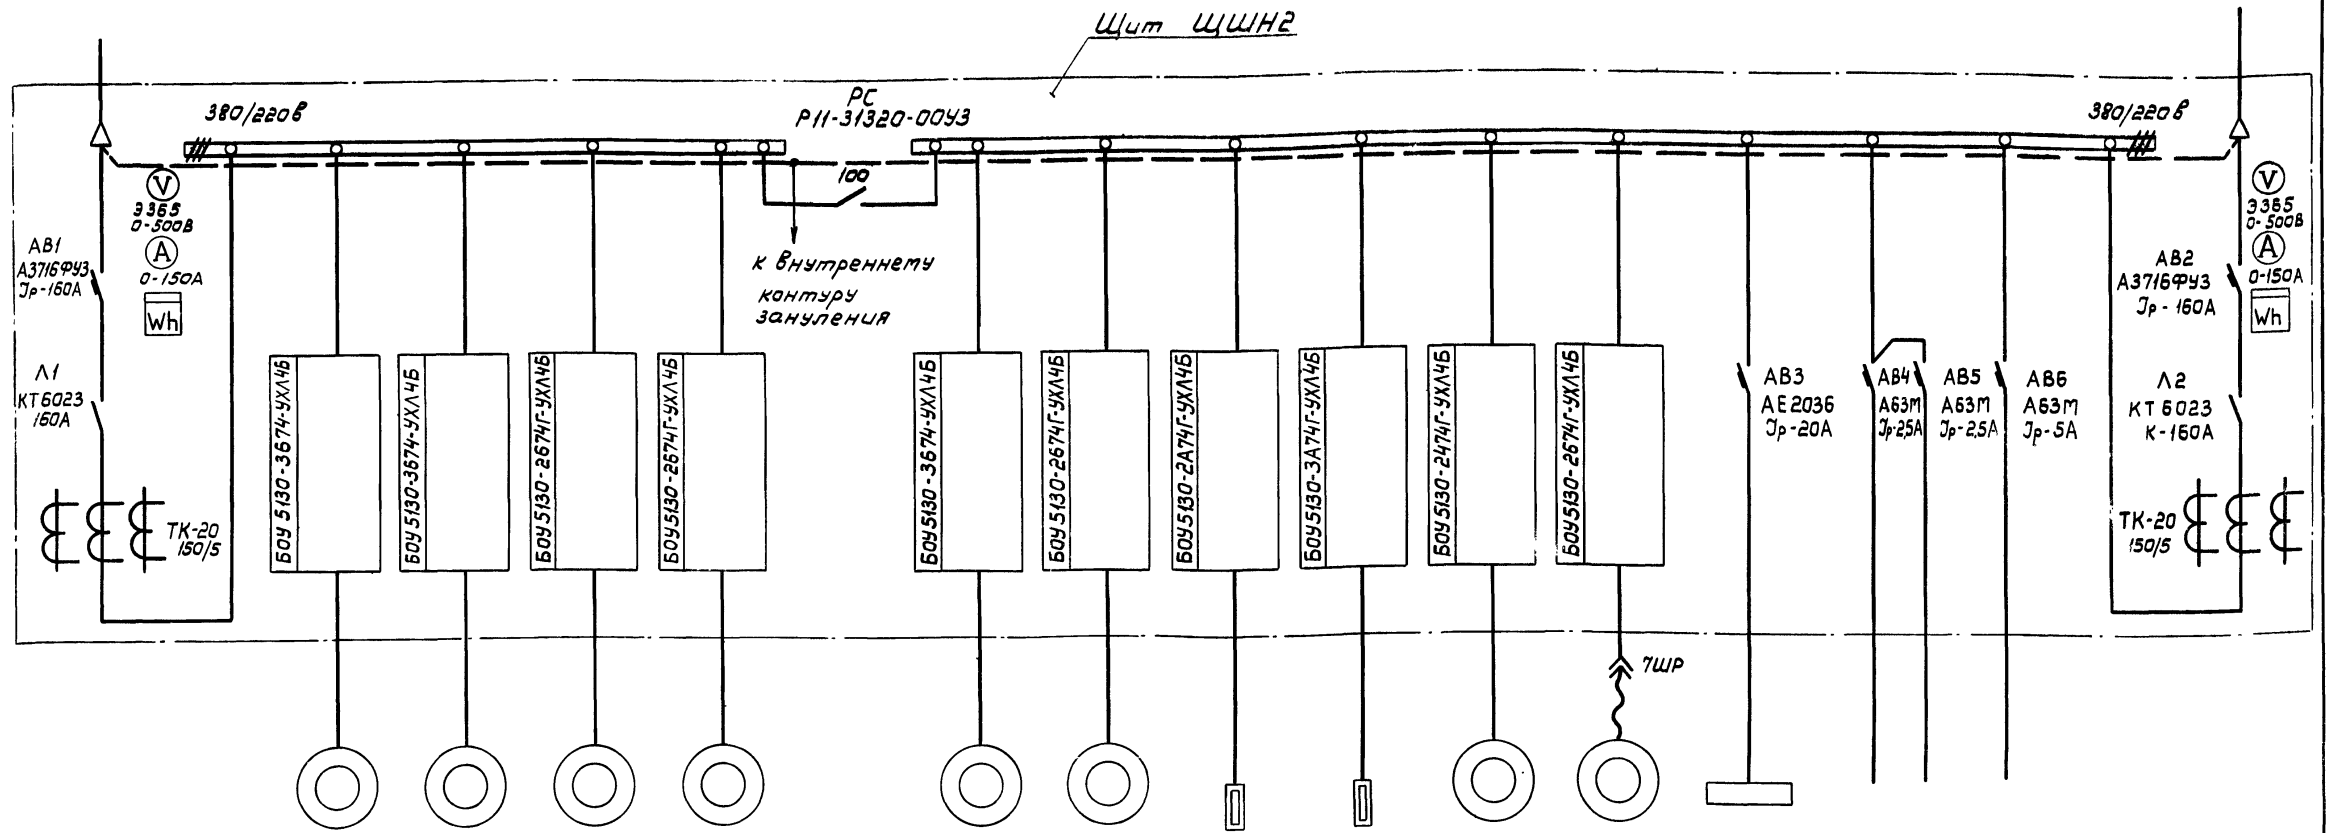 Щит ЩШН2
380/220В
РС
Р11-31320-00У3
380/220В
V
Э365
0-500В
A
0-150А
Wh
АВ1
А3716ФУ3
Jр-160А
Л1
КТ6023
160А
ТК-20
150/5
100
к внутреннему
контуру
зануления
БОУ5130-3674-УХЛ4Б
БОУ5130-3674-УХЛ4Б
БОУ5130-2674Г-УХЛ4Б
БОУ5130-2674Г-УХЛ4Б
БОУ5130-3674-УХЛ4Б
БОУ5130-2674Г-УХЛ4Б
БОУ5130-2А74Г-УХЛ4Б
БОУ5130-3А74Г-УХЛ4Б
БОУ5130-2474Г-УХЛ4Б
БОУ5130-2674Г-УХЛ4Б
7ШР
АВ3
АЕ2036
Jр-20А
АВ4
А63М
Jр-2,5А
АВ5
А63М
Jр-2,5А
АВ6
А63М
Jр-5А
V
Э365
0-500В
A
0-150А
Wh
АВ2
А3716ФУ3
Jр-160А
Л2
КТ6023
К-160А
ТК-20
150/5